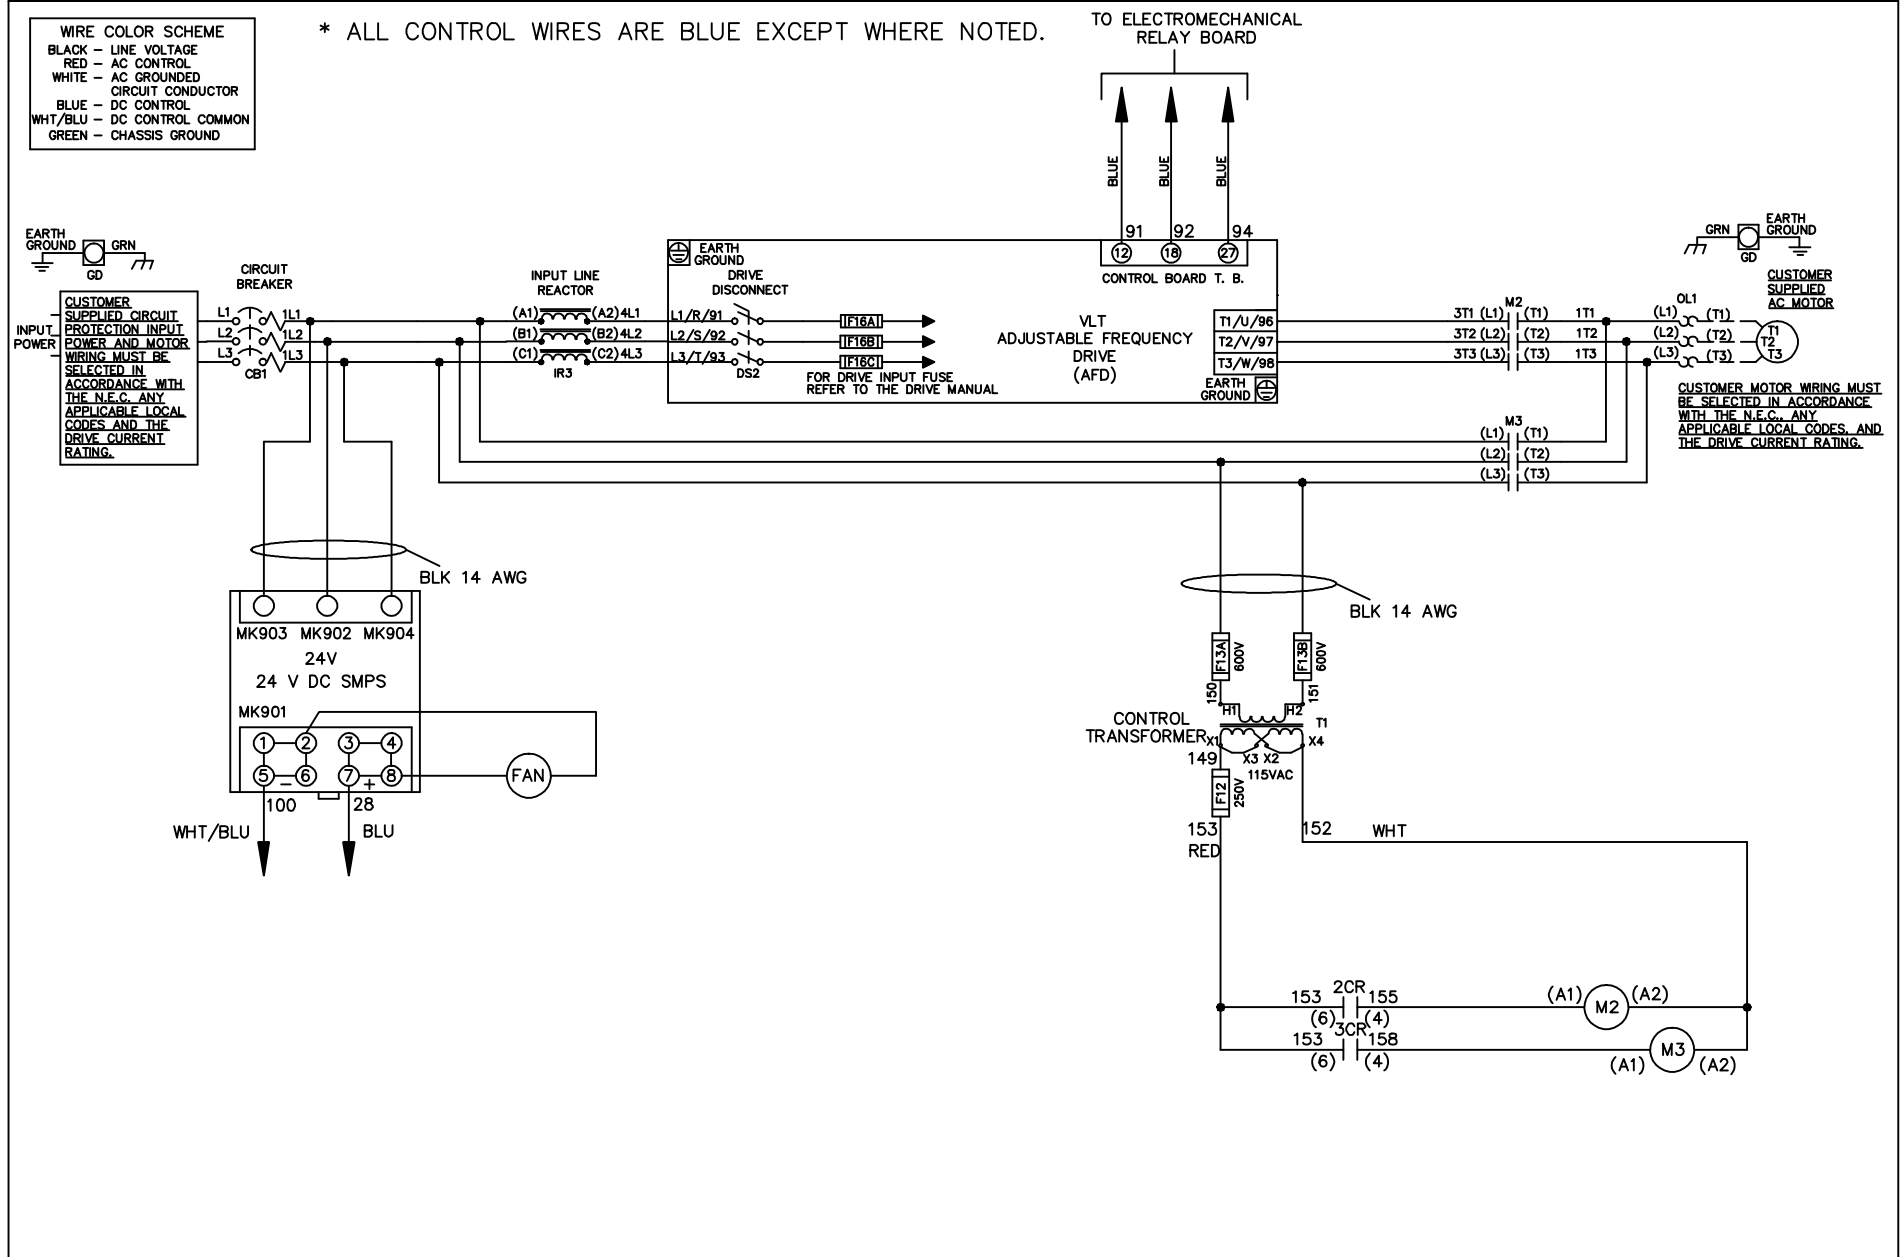 WIRE COLOR SCHEME
BLACK – LINE VOLTAGE
RED – AC CONTROL
WHITE – AC GROUNDED
CIRCUIT CONDUCTOR
BLUE – DC CONTROL
WHT/BLU – DC CONTROL COMMON
GREEN – CHASSIS GROUND
* ALL CONTROL WIRES ARE BLUE EXCEPT WHERE NOTED.
TO ELECTROMECHANICAL
RELAY BOARD
BLUE
BLUE
BLUE
91 92 94
12 18 27
CONTROL BOARD T. B.
EARTH
GROUND
GRN
GD
CIRCUIT
BREAKER
INPUT
POWER
CUSTOMER
SUPPLIED CIRCUIT
PROTECTION INPUT
POWER AND MOTOR
WIRING MUST BE
SELECTED IN
ACCORDANCE WITH
THE N.E.C. ANY
APPLICABLE LOCAL
CODES AND THE
DRIVE CURRENT
RATING.
L1 1L1
L2 1L2
L3 1L3
CB1
INPUT LINE
REACTOR
(A1) (A2) 4L1
(B1) (B2) 4L2
(C1) (C2) 4L3
IR3
EARTH
GROUND
DRIVE
DISCONNECT
L1/R/91
L2/S/92
L3/T/93
DS2
F16A
F16B
F16C
FOR DRIVE INPUT FUSE
REFER TO THE DRIVE MANUAL
VLT
ADJUSTABLE FREQUENCY
DRIVE
(AFD)
T1/U/96
T2/V/97
T3/W/98
EARTH
GROUND
M2
3T1 (L1) (T1) 1T1
3T2 (L2) (T2) 1T2
3T3 (L3) (T3) 1T3
M3
(L1) (T1)
(L2) (T2)
(L3) (T3)
OL1
(L1) (T1)
(L2) (T2)
(L3) (T3)
T1
T2
T3
GRN
EARTH
GROUND
GD
CUSTOMER
SUPPLIED
AC MOTOR
CUSTOMER MOTOR WIRING MUST
BE SELECTED IN ACCORDANCE
WITH THE N.E.C., ANY
APPLICABLE LOCAL CODES, AND
THE DRIVE CURRENT RATING.
BLK 14 AWG
MK903 MK902 MK904
24V
24 V DC SMPS
MK901
1 2 3 4
5 – 6 7 + 8
FAN
100 28
WHT/BLU BLU
BLK 14 AWG
F13A 600V
F13B 600V
150 151
H1 H2
T1
CONTROL
TRANSFORMER
X1 X3 X2 X4
149
115VAC
F12 250V
153 152 WHT
RED
153 2CR 155 (A1) M2 (A2)
(6) (4)
153 3CR 158
(6) (4) (A1) M3 (A2)